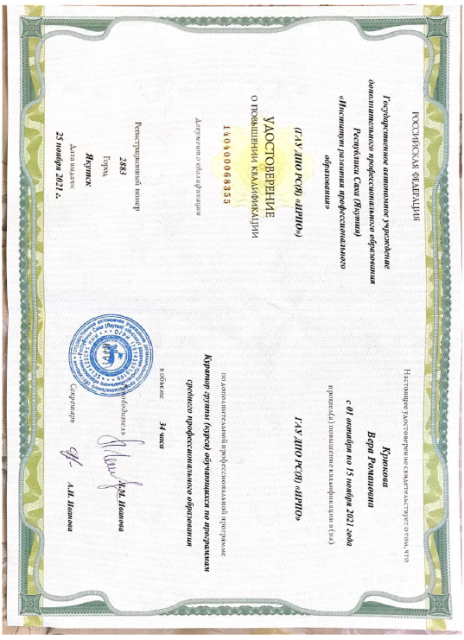 РОССИЙСКАЯ ФЕДЕРАЦИЯ
Государственное автономное учреждение
дополнительного профессионального образования
Республики Саха (Якутия)
«Институт развития профессионального
образования»
(ГАУ ДПО РС(Я) «ИРПО»)
УДОСТОВЕРЕНИЕ
О ПОВЫШЕНИИ КВАЛИФИКАЦИИ
140400068355
Документ о квалификации
Регистрационный номер
2883
Город
Якутск
Дата выдачи
25 ноября 2021 г.
Настоящее удостоверение свидетельствует о том, что
Крюкова
Вера Романовна
с 01 октября по 15 ноября 2021 года
прошел(а) повышение квалификации в (на)
ГАУ ДПО РС(Я) «ИРПО»
по дополнительной профессиональной программе
Куратор группы (курса) обучающихся по программам
среднего профессионального образования
в объеме
34 часа
Руководитель
Секретарь
А.И. Иванова